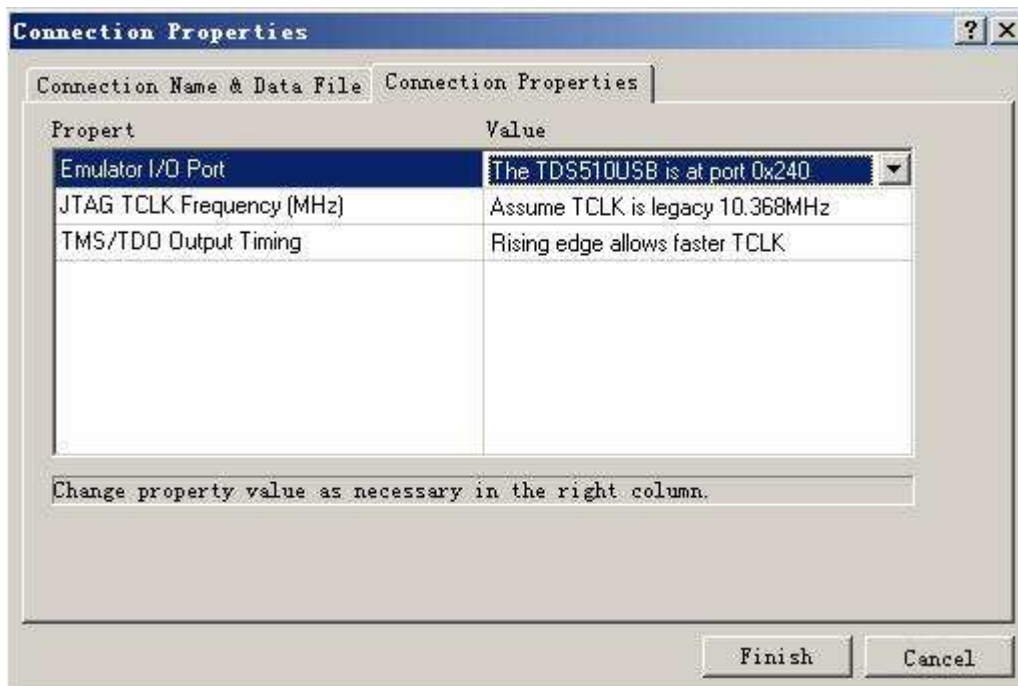 Connection Properties
Connection Name & Data File Connection Properties
Propert Value
Emulator I/O Port The TDS510USB is at port 0x240
JTAG TCLK Frequency (MHz) Assume TCLK is legacy 10.368MHz
TMS/TDO Output Timing Rising edge allows faster TCLK
Change property value as necessary in the right column.
Finish Cancel